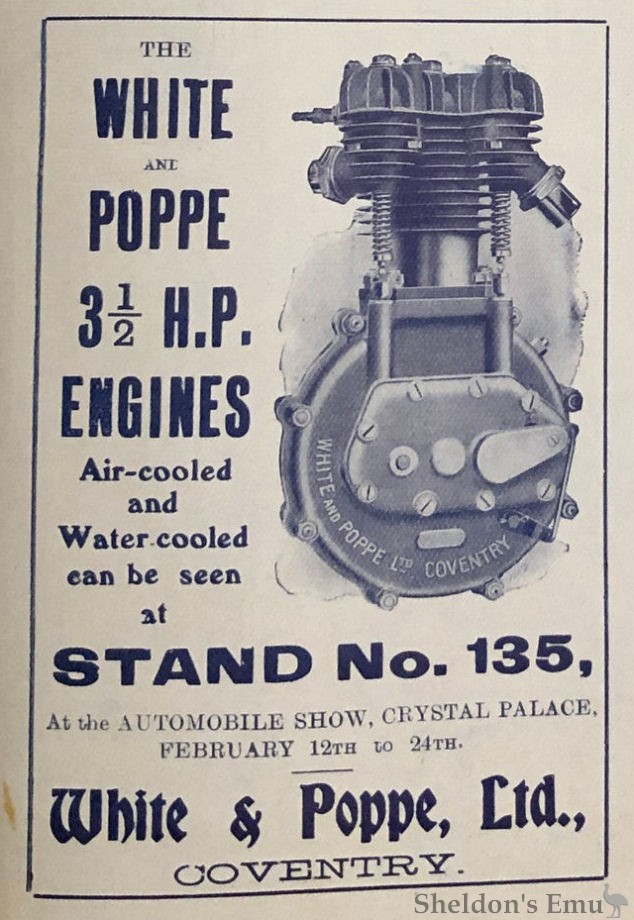 THE
WHITE
AND
POPPE
3½ H.P.
ENGINES
Air-cooled
and
Water-cooled
can be seen
at
WHITE AND POPPE LTD COVENTRY
STAND No. 135,
At the AUTOMOBILE SHOW, CRYSTAL PALACE,
FEBRUARY 12TH to 24TH.
White & Poppe, Ltd.,
COVENTRY.
Sheldon's Emu